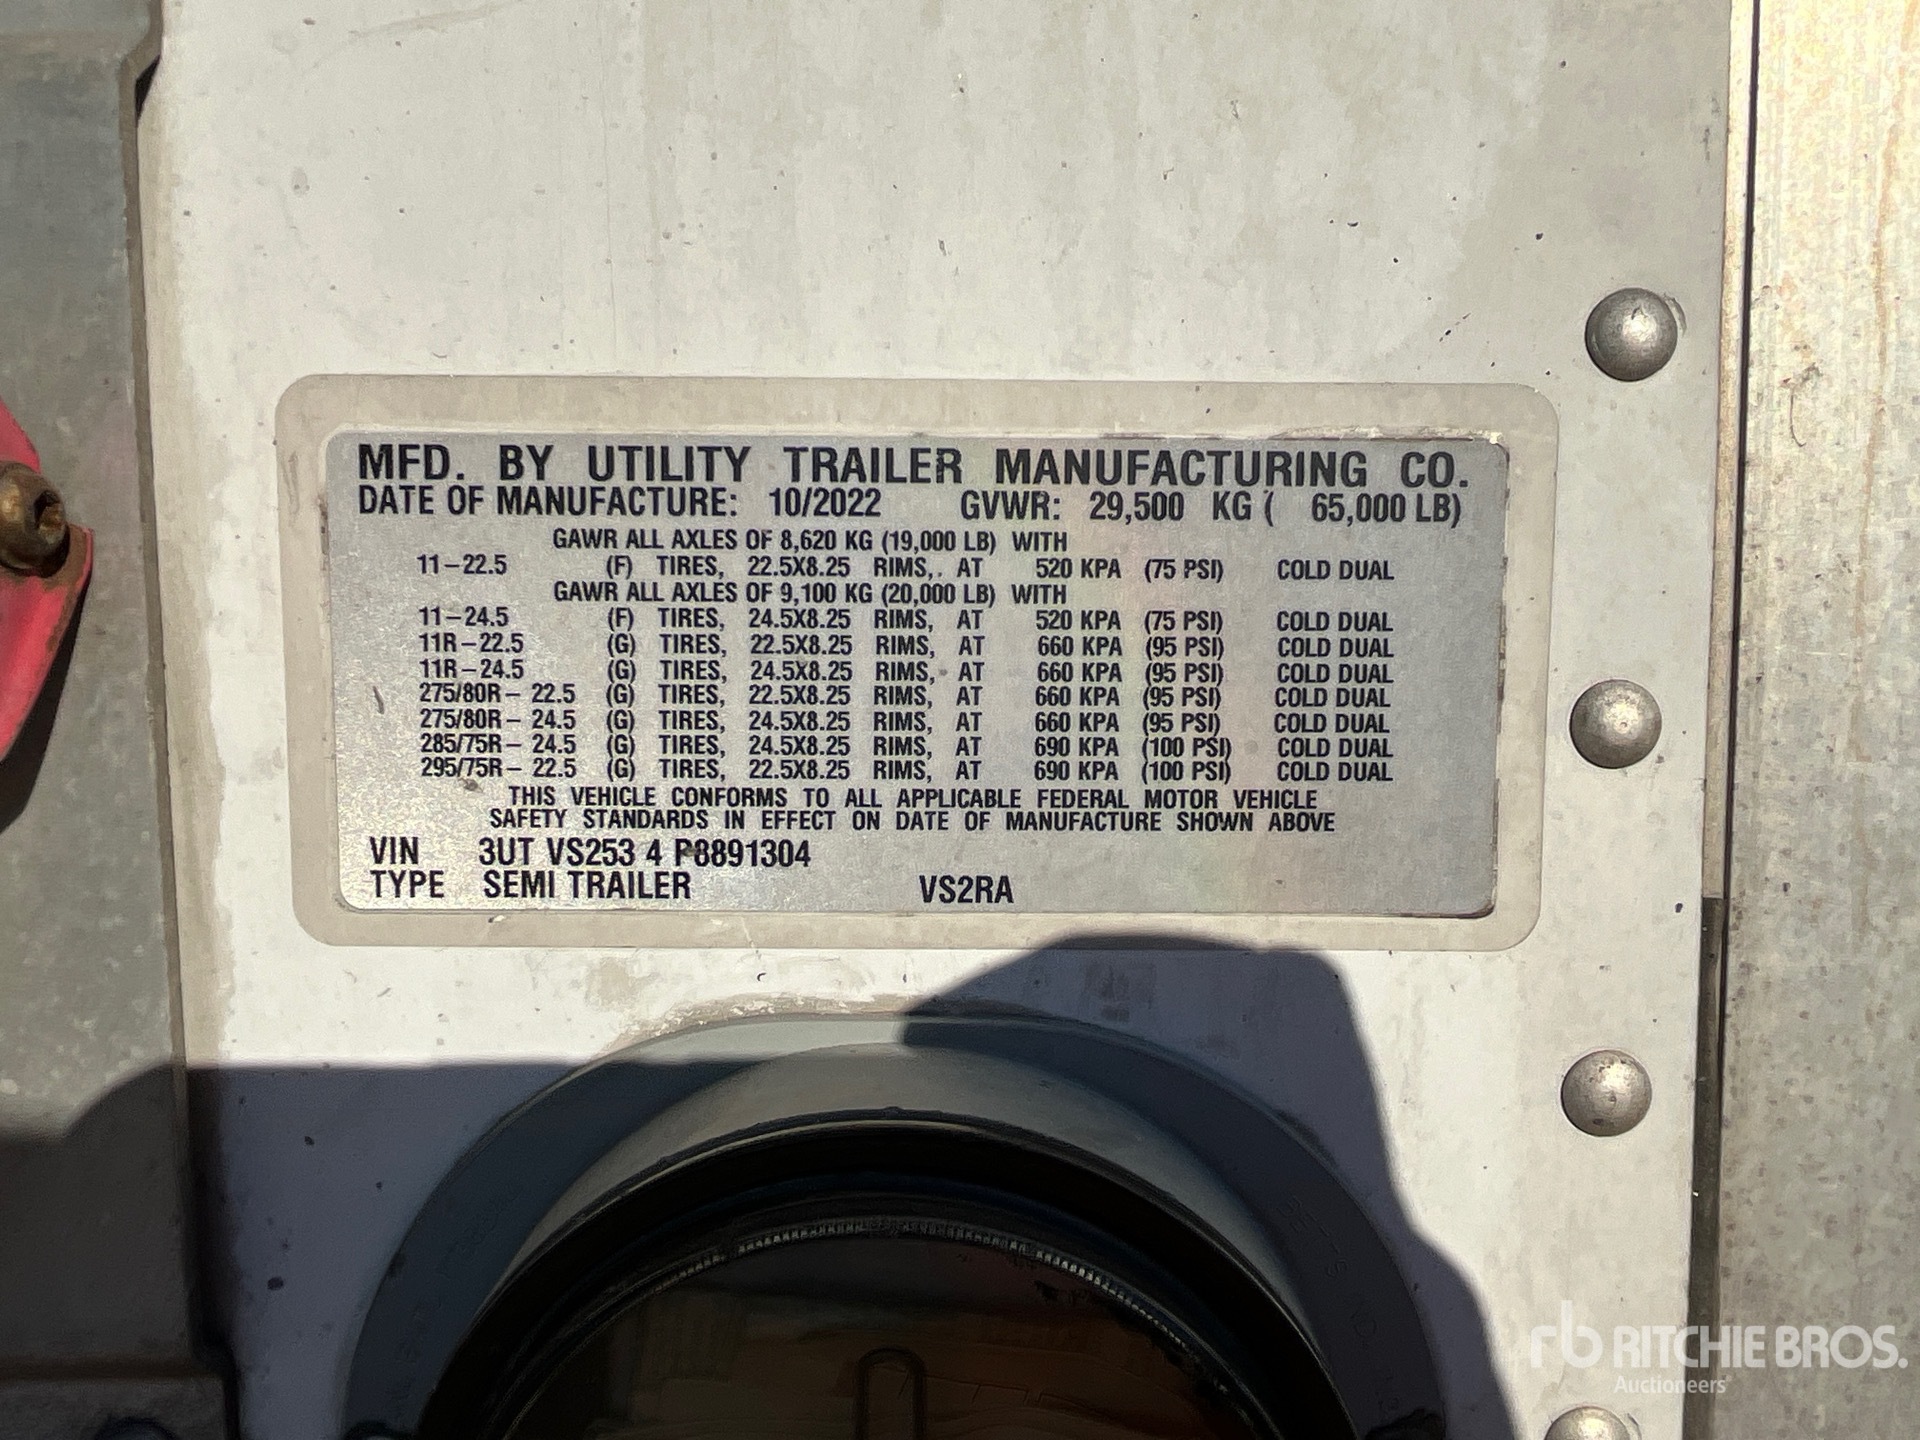 MFD. BY UTILITY TRAILER MANUFACTURING CO.
DATE OF MANUFACTURE: 10/2022 GVWR: 29,500 KG ( 65,000 LB)
GAWR ALL AXLES OF 8,620 KG (19,000 LB) WITH
11-22.5 (F) TIRES, 22.5X8.25 RIMS, AT 520 KPA (75 PSI) COLD DUAL
GAWR ALL AXLES OF 9,100 KG (20,000 LB) WITH
11-24.5 (F) TIRES, 24.5X8.25 RIMS, AT 520 KPA (75 PSI) COLD DUAL
11R-22.5 (G) TIRES, 22.5X8.25 RIMS, AT 660 KPA (95 PSI) COLD DUAL
11R-24.5 (G) TIRES, 24.5X8.25 RIMS, AT 660 KPA (95 PSI) COLD DUAL
275/80R- 22.5 (G) TIRES, 22.5X8.25 RIMS, AT 660 KPA (95 PSI) COLD DUAL
275/80R- 24.5 (G) TIRES, 24.5X8.25 RIMS, AT 660 KPA (95 PSI) COLD DUAL
285/75R- 24.5 (G) TIRES, 24.5X8.25 RIMS, AT 690 KPA (100 PSI) COLD DUAL
295/75R- 22.5 (G) TIRES, 22.5X8.25 RIMS, AT 690 KPA (100 PSI) COLD DUAL
THIS VEHICLE CONFORMS TO ALL APPLICABLE FEDERAL MOTOR VEHICLE
SAFETY STANDARDS IN EFFECT ON DATE OF MANUFACTURE SHOWN ABOVE
VIN 3UT VS253 4 P8891304
TYPE SEMI TRAILER VS2RA
rb RITCHIE BROS.
Auctioneers